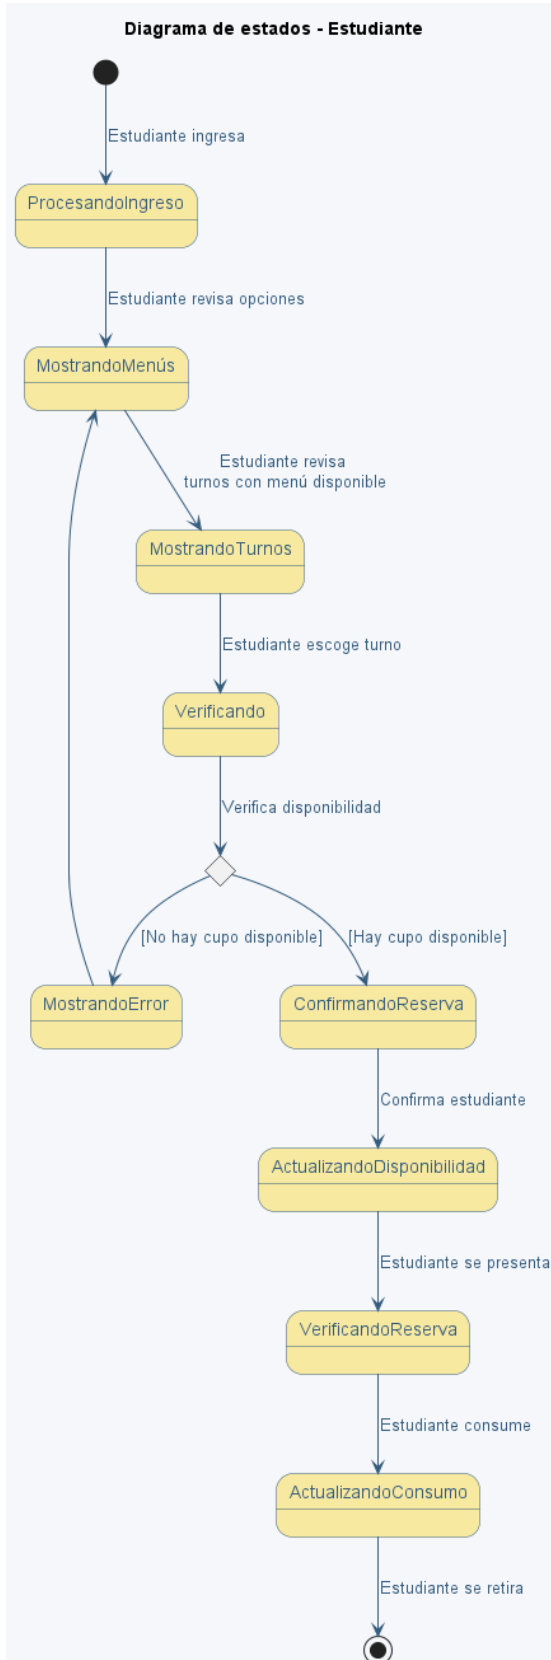 Diagrama de estados - Estudiante
Estudiante ingresa
ProcesandoIngreso
Estudiante revisa opciones
MostrandoMenús
Estudiante revisa
turnos con menú disponible
MostrandoTurnos
Estudiante escoge turno
Verificando
Verifica disponibilidad
[No hay cupo disponible]
[Hay cupo disponible]
MostrandoError
ConfirmandoReserva
Confirma estudiante
ActualizandoDisponibilidad
Estudiante se presenta
VerificandoReserva
Estudiante consume
ActualizandoConsumo
Estudiante se retira